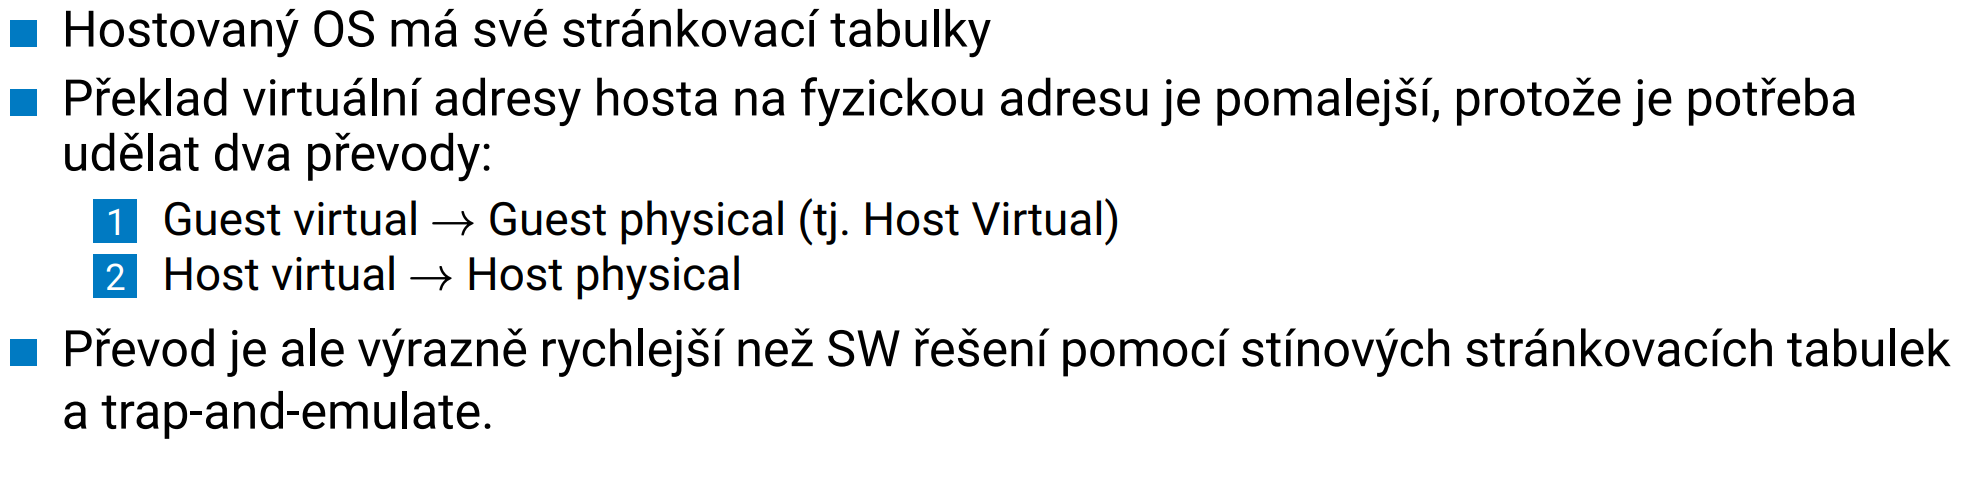 Hostovaný OS má své stránkovací tabulky
Překlad virtuální adresy hosta na fyzickou adresu je pomalejší, protože je potřeba
udělat dva převody:
1 Guest virtual → Guest physical (tj. Host Virtual)
2 Host virtual → Host physical
Převod je ale výrazně rychlejší než SW řešení pomocí stínových stránkovacích tabulek
a trap-and-emulate.